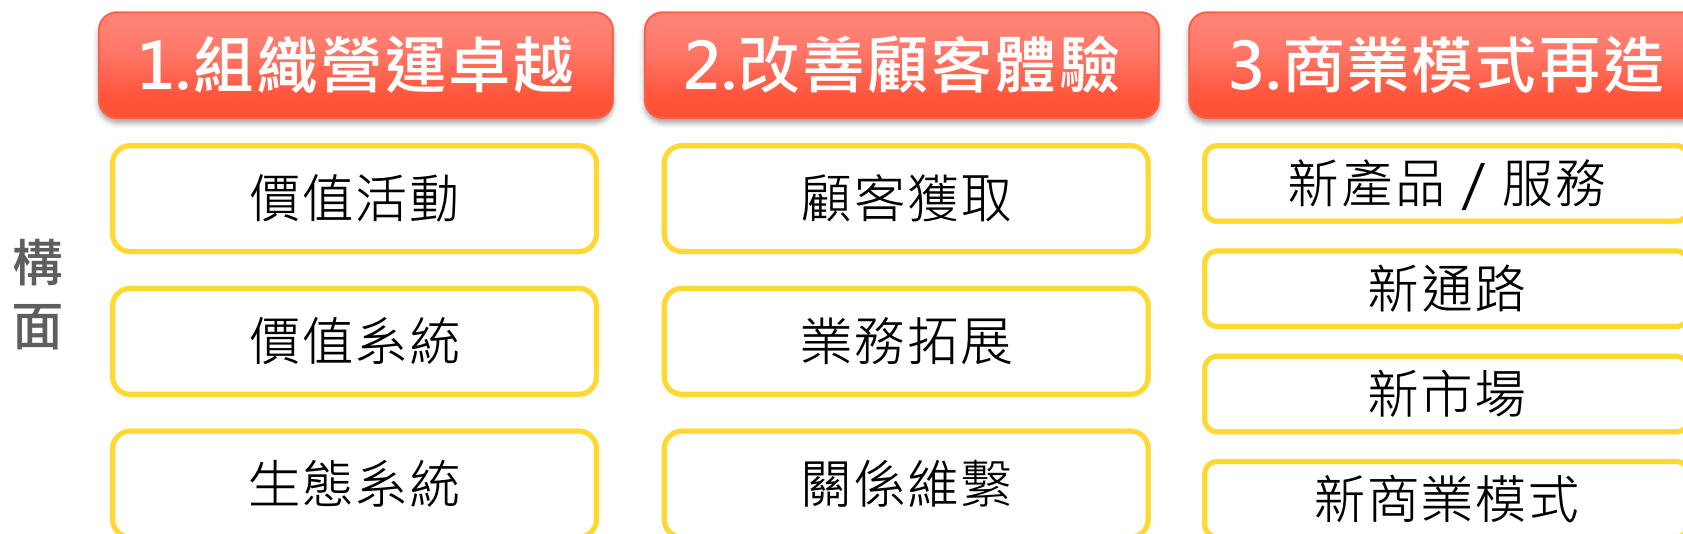 構面
1.組織營運卓越
價值活動
價值系統
生態系統
2.改善顧客體驗
顧客獲取
業務拓展
關係維繫
3.商業模式再造
新產品 / 服務
新通路
新市場
新商業模式